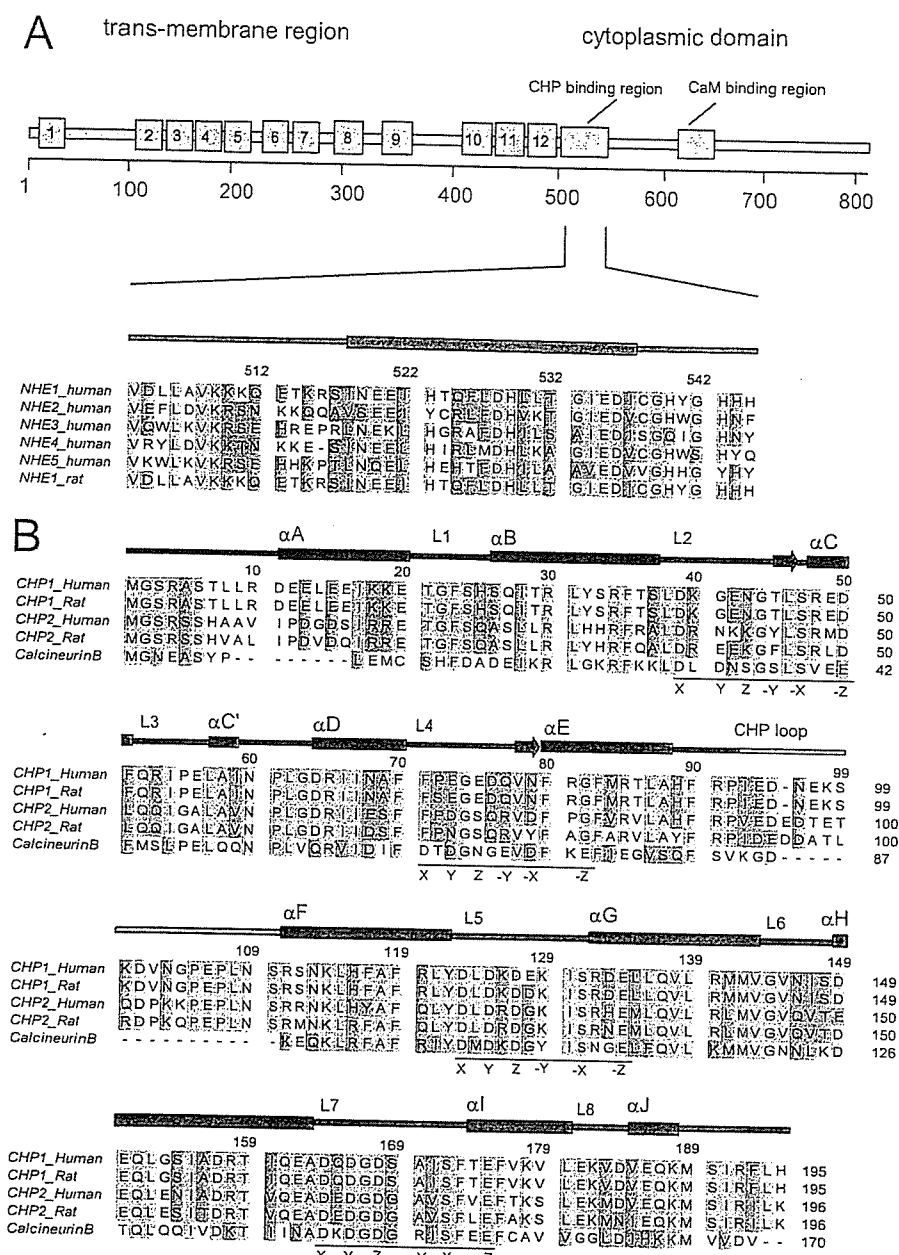 A
trans-membrane region cytoplasmic domain
CHP binding region CaM binding region
1 2 3 4 5 6 7 8 9 10 11 12
1 100 200 300 400 500 600 700 800
512 522 532 542
NHE1_human VDLLAVKKKQ ETKRSINEEI HTQFLDHLLT GIEDICGHYG HHH
NHE2_human VEFLDVKRSN KKQQAVSEEI YCRLFDHVKT GIEDVCGHWG HNF
NHE3_human VQWLKVKRSE HREPRLNEKL HGRAFDHILS AIEDISGQIG HNY
NHE4_human VRYLDVKKTN KKE-SINEEL HIRLMDHLKA GIEDVCGHWS HYQ
NHE5_human VKWLKVKRSE HHKPTLNQEL HEHTFDHILA AVEDVVGHHG YHY
NHE1_rat VDLLAVKKKQ ETKRSINEEI HTQFLDHLLT GIEDICGHYG HHH
B
αA L1 αB L2 αC
10 20 30 40 50
CHP1_Human MGSRASTLLR DEELEEIKKE TGFSHSQITR LYSRFTSLDK GENGTLSRED 50
CHP1_Rat MGSRASTLLR DEELEEIKKE TGFSHSQITR LYSRFTSLDK GENGTLSRED 50
CHP2_Human MGSRSSHAAV IPDGDSIRRE TGFSQASLLR LHHRFRALDR NKKGYLSRMD 50
CHP2_Rat MGSRSSHVAL IPDVDQIRRE TGFSQASLLR LYHRFQALDR EEKGFLSRLD 50
CalcineurinB MGNEASYP-- -------LEMC SHFDADEIKR LGKRFKKLDL DNSGSLSVEE 42
X Y Z -Y -X -Z
L3 αC' αD L4 αE CHP loop
60 70 80 90 99
CHP1_Human FQRIPELAIN PLGDRIINAF FPEGEDQVNF RGFMRTLAHF RPIED-NEKS 99
CHP1_Rat FQRIPELAIN PLGDRIINAF FSEGEDQVNF RGFMRTLAHF RPIED-NEKS 99
CHP2_Human LQQIGALAVN PLGDRIIESF FPDGSQRVDF PGFVRVLAHF RPVEDEDTET 100
CHP2_Rat LQQIGALAVN PLGDRIIDSF FPNGSQRVYF AGFARVLAYF RPIDEDDATL 100
CalcineurinB FMSLPELQQN PLVQRVIDIF DTDGNGEVDF KEFIEGVSQF SVKGD----- 87
X Y Z -Y -X -Z
αF L5 αG L6 αH
109 119 129 139 149
CHP1_Human KDVNGPEPLN SRSNKLHFAF RLYDLDKDEK ISRDELLQVL RMMVGVNISD 149
CHP1_Rat KDVNGPEPLN SRSNKLHFAF RLYDLDKDDK ISRDELLQVL RMMVGVNISD 149
CHP2_Human QDPKKPEPLN SRRNKLHYAF QLYDLDRDGK ISRHEMLQVL RLMVGVQVTE 150
CHP2_Rat RDPKQPEPLN SRMNKLRFAF QLYDLDRDGK ISRNEMLQVL RLMVGVQVTD 150
CalcineurinB ---------- -KEQKLRFAF RIYDMDKDGY ISNGELFQVL KMMVGNNLKD 126
X Y Z -Y -X -Z
L7 αI L8 αJ
159 169 179 189
CHP1_Human EQLGSIADRT IQEADQDGDS AISFTEFVKV LEKVDVEQKM SIRFLH 195
CHP1_Rat EQLGSIADRT IQEADQDGDS AISFTEFVKV LEKVDVEQKM SIRFLH 195
CHP2_Human EQLENIADRT VQEADEDGDG AVSFVEFTKS LEKMDVEQKM SIRILK 196
CHP2_Rat EQLESITDRT VQEADEDGDG AVSFLEFAKS LEKMNIEQKM SIRILK 196
CalcineurinB TQLQQIVDKT IINADKDGDG RISFEEFCAV VGGLDIHKKM VVDV-- 170
X Y Z -Y -X -Z